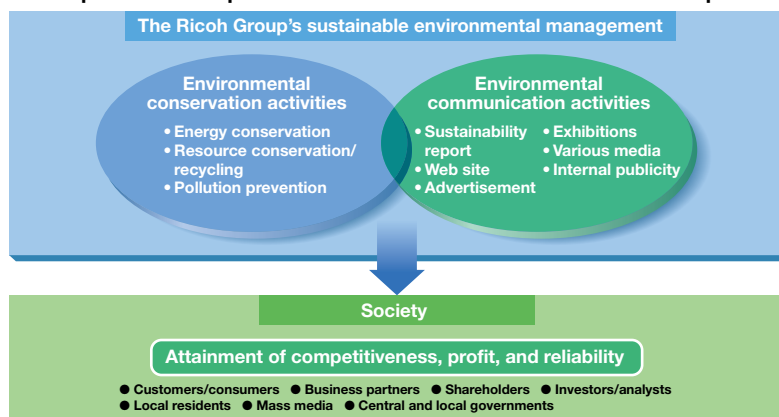 The Ricoh Group's sustainable environmental management
Environmental
conservation activities
• Energy conservation
• Resource conservation/
recycling
• Pollution prevention
Environmental
communication activities
• Sustainability
report
• Web site
• Advertisement
• Exhibitions
• Various media
• Internal publicity
Society
Attainment of competitiveness, profit, and reliability
● Customers/consumers ● Business partners ● Shareholders ● Investors/analysts
● Local residents ● Mass media ● Central and local governments